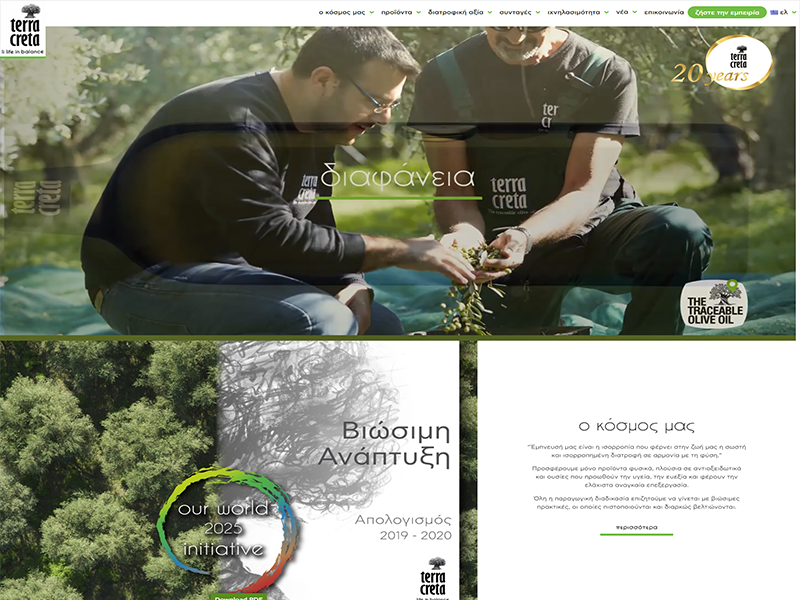 terra
creta
life in balance
ο κόσμος μας
προϊόντα
διατροφική αξία
συνταγές
ιχνηλασιμότητα
νέα
επικοινωνία
ζήστε την εμπειρία
ελ
20 years
terra
creta
διαφάνεια
terra
creta
THE
TRACEABLE
OLIVE OIL
Βιώσιμη
Ανάπτυξη
our world
2025
initiative
Απολογισμός
2019 - 2020
terra
creta
life in balance
Download PDF
ο κόσμος μας
"Έμπνευσή μας είναι η ισορροπία που φέρνει στην ζωή μας η σωστή
και ισορροπημένη διατροφή σε αρμονία με τη φύση."
Προσφέρουμε μόνο προϊόντα φυσικά, πλούσια σε αντιοξειδωτικά
και ουσίες που προωθούν την υγεία, την ευεξία και φέρουν την
ελάχιστα αναγκαία επεξεργασία.
Όλη η παραγωγική διαδικασία επιζητούμε να γίνεται με βιώσιμες
πρακτικές, οι οποίες πιστοποιούνται και διαρκώς βελτιώνονται.
περισσότερα